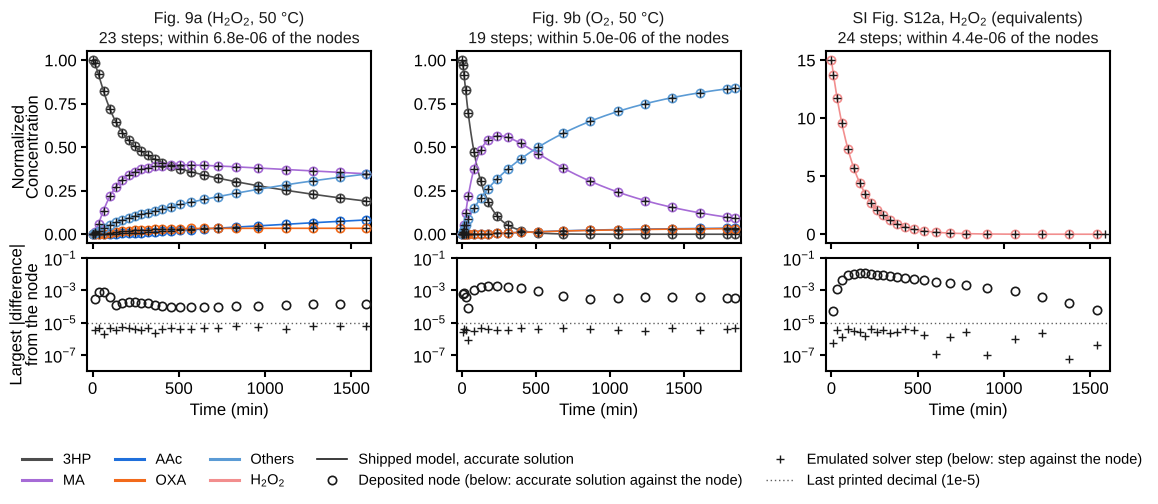 Fig. 9a (H₂O₂, 50 °C)
23 steps; within 6.8e-06 of the nodes
Fig. 9b (O₂, 50 °C)
19 steps; within 5.0e-06 of the nodes
SI Fig. S12a, H₂O₂ (equivalents)
24 steps; within 4.4e-06 of the nodes
Normalized
Concentration
1.00
0.75
0.50
0.25
0.00
1.00
0.75
0.50
0.25
0.00
15
10
5
0
Largest |difference|
from the node
10⁻¹
10⁻³
10⁻⁵
10⁻⁷
10⁻¹
10⁻³
10⁻⁵
10⁻⁷
10⁻¹
10⁻³
10⁻⁵
10⁻⁷
0 500 1000 1500
Time (min)
0 500 1000 1500
Time (min)
0 500 1000 1500
Time (min)
3HP
MA
AAc
OXA
Others
H₂O₂
Shipped model, accurate solution
Deposited node (below: accurate solution against the node)
Emulated solver step (below: step against the node)
Last printed decimal (1e-5)